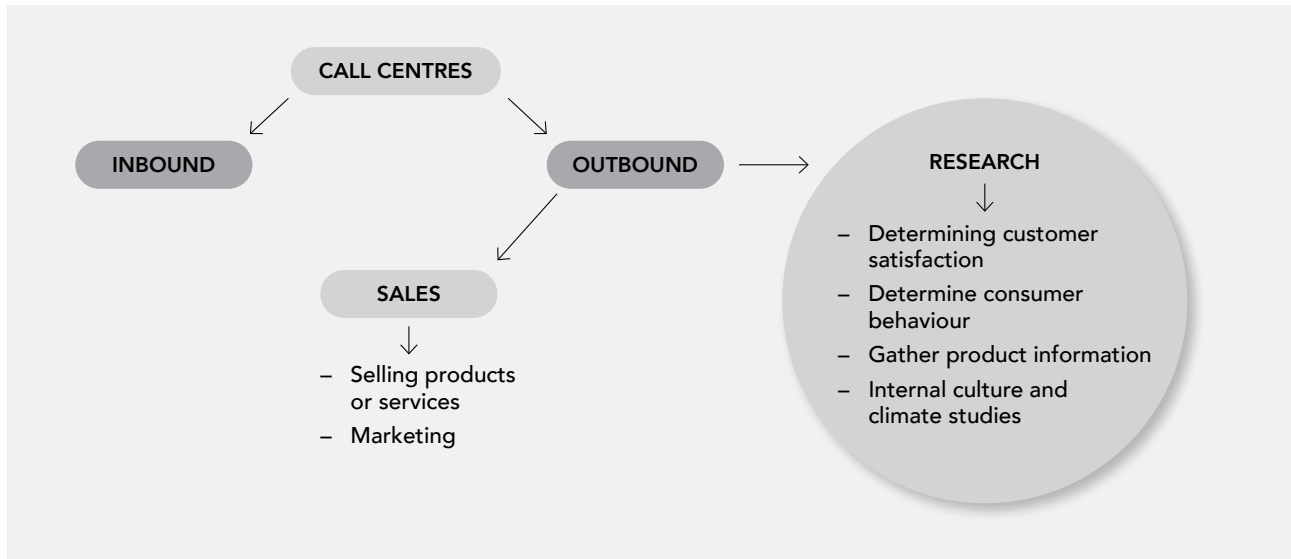 CALL CENTRES
INBOUND
OUTBOUND
RESEARCH
– Determining customer
satisfaction
– Determine consumer
behaviour
– Gather product information
– Internal culture and
climate studies
SALES
– Selling products
or services
– Marketing